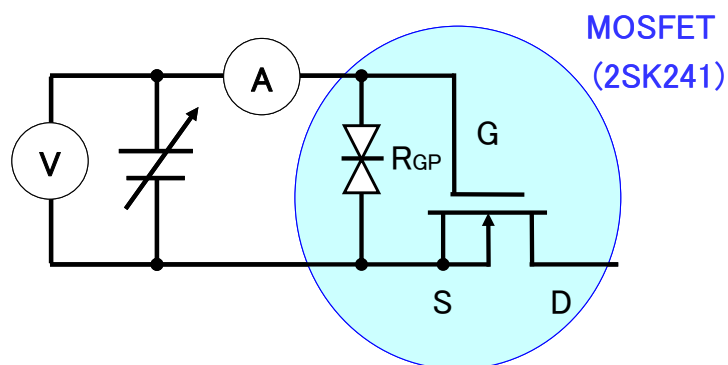 MOSFET
(2SK241)
A
V
G
RGP
S
D